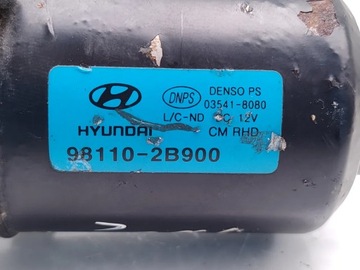 DNPS
DENSO PS
03541-8080
L/C-ND DC 12V
HYUNDAI
CM RHD
98110-2B900